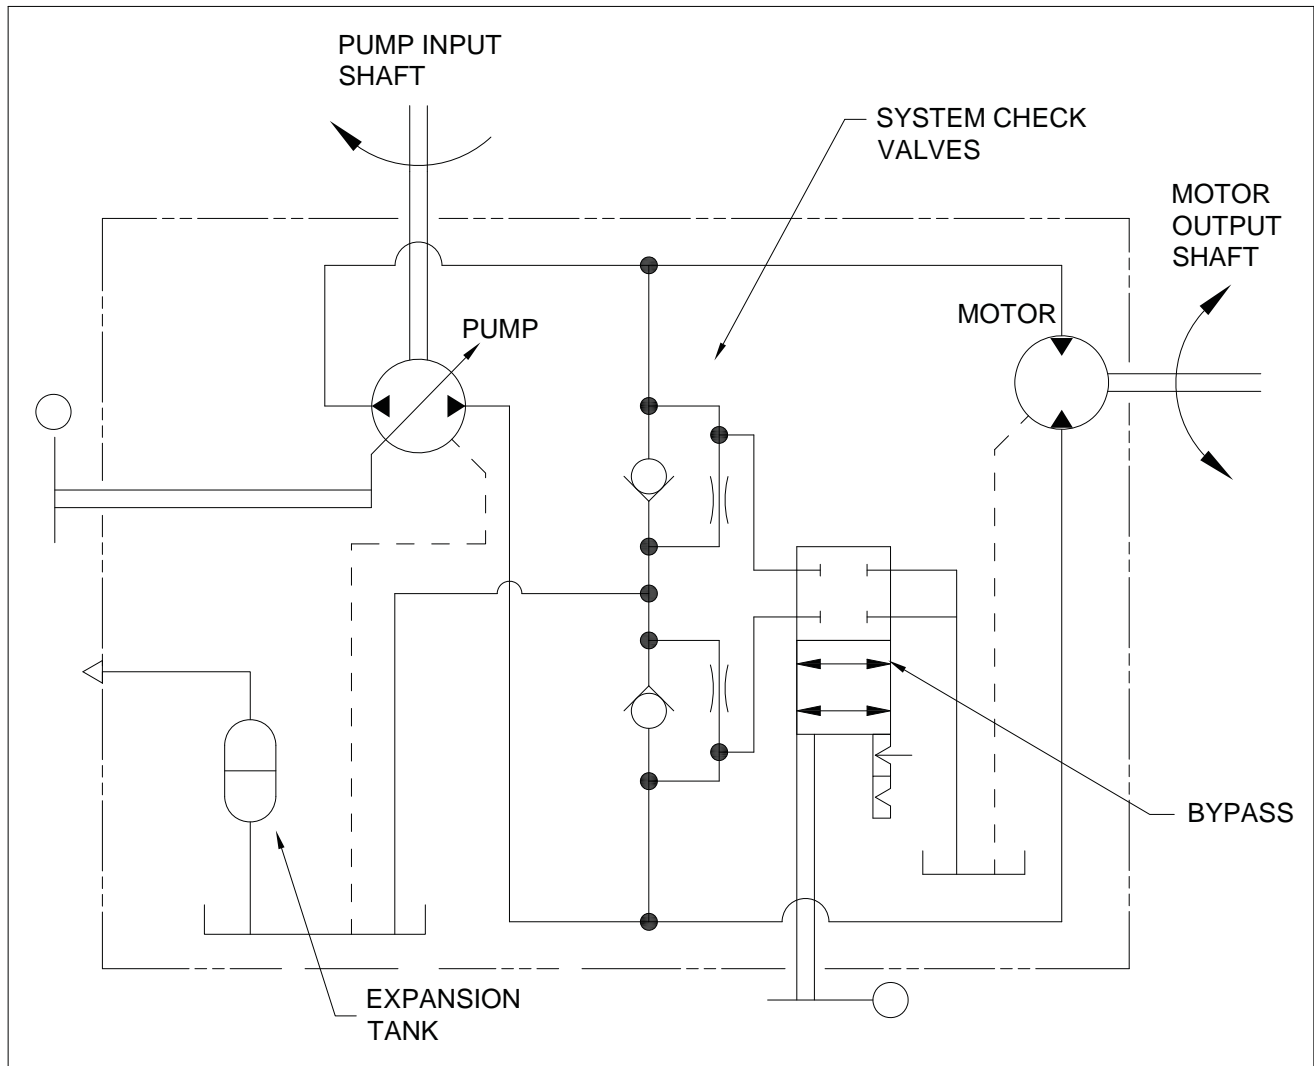 PUMP INPUT
SHAFT
SYSTEM CHECK
VALVES
MOTOR
OUTPUT
SHAFT
MOTOR
PUMP
BYPASS
EXPANSION
TANK